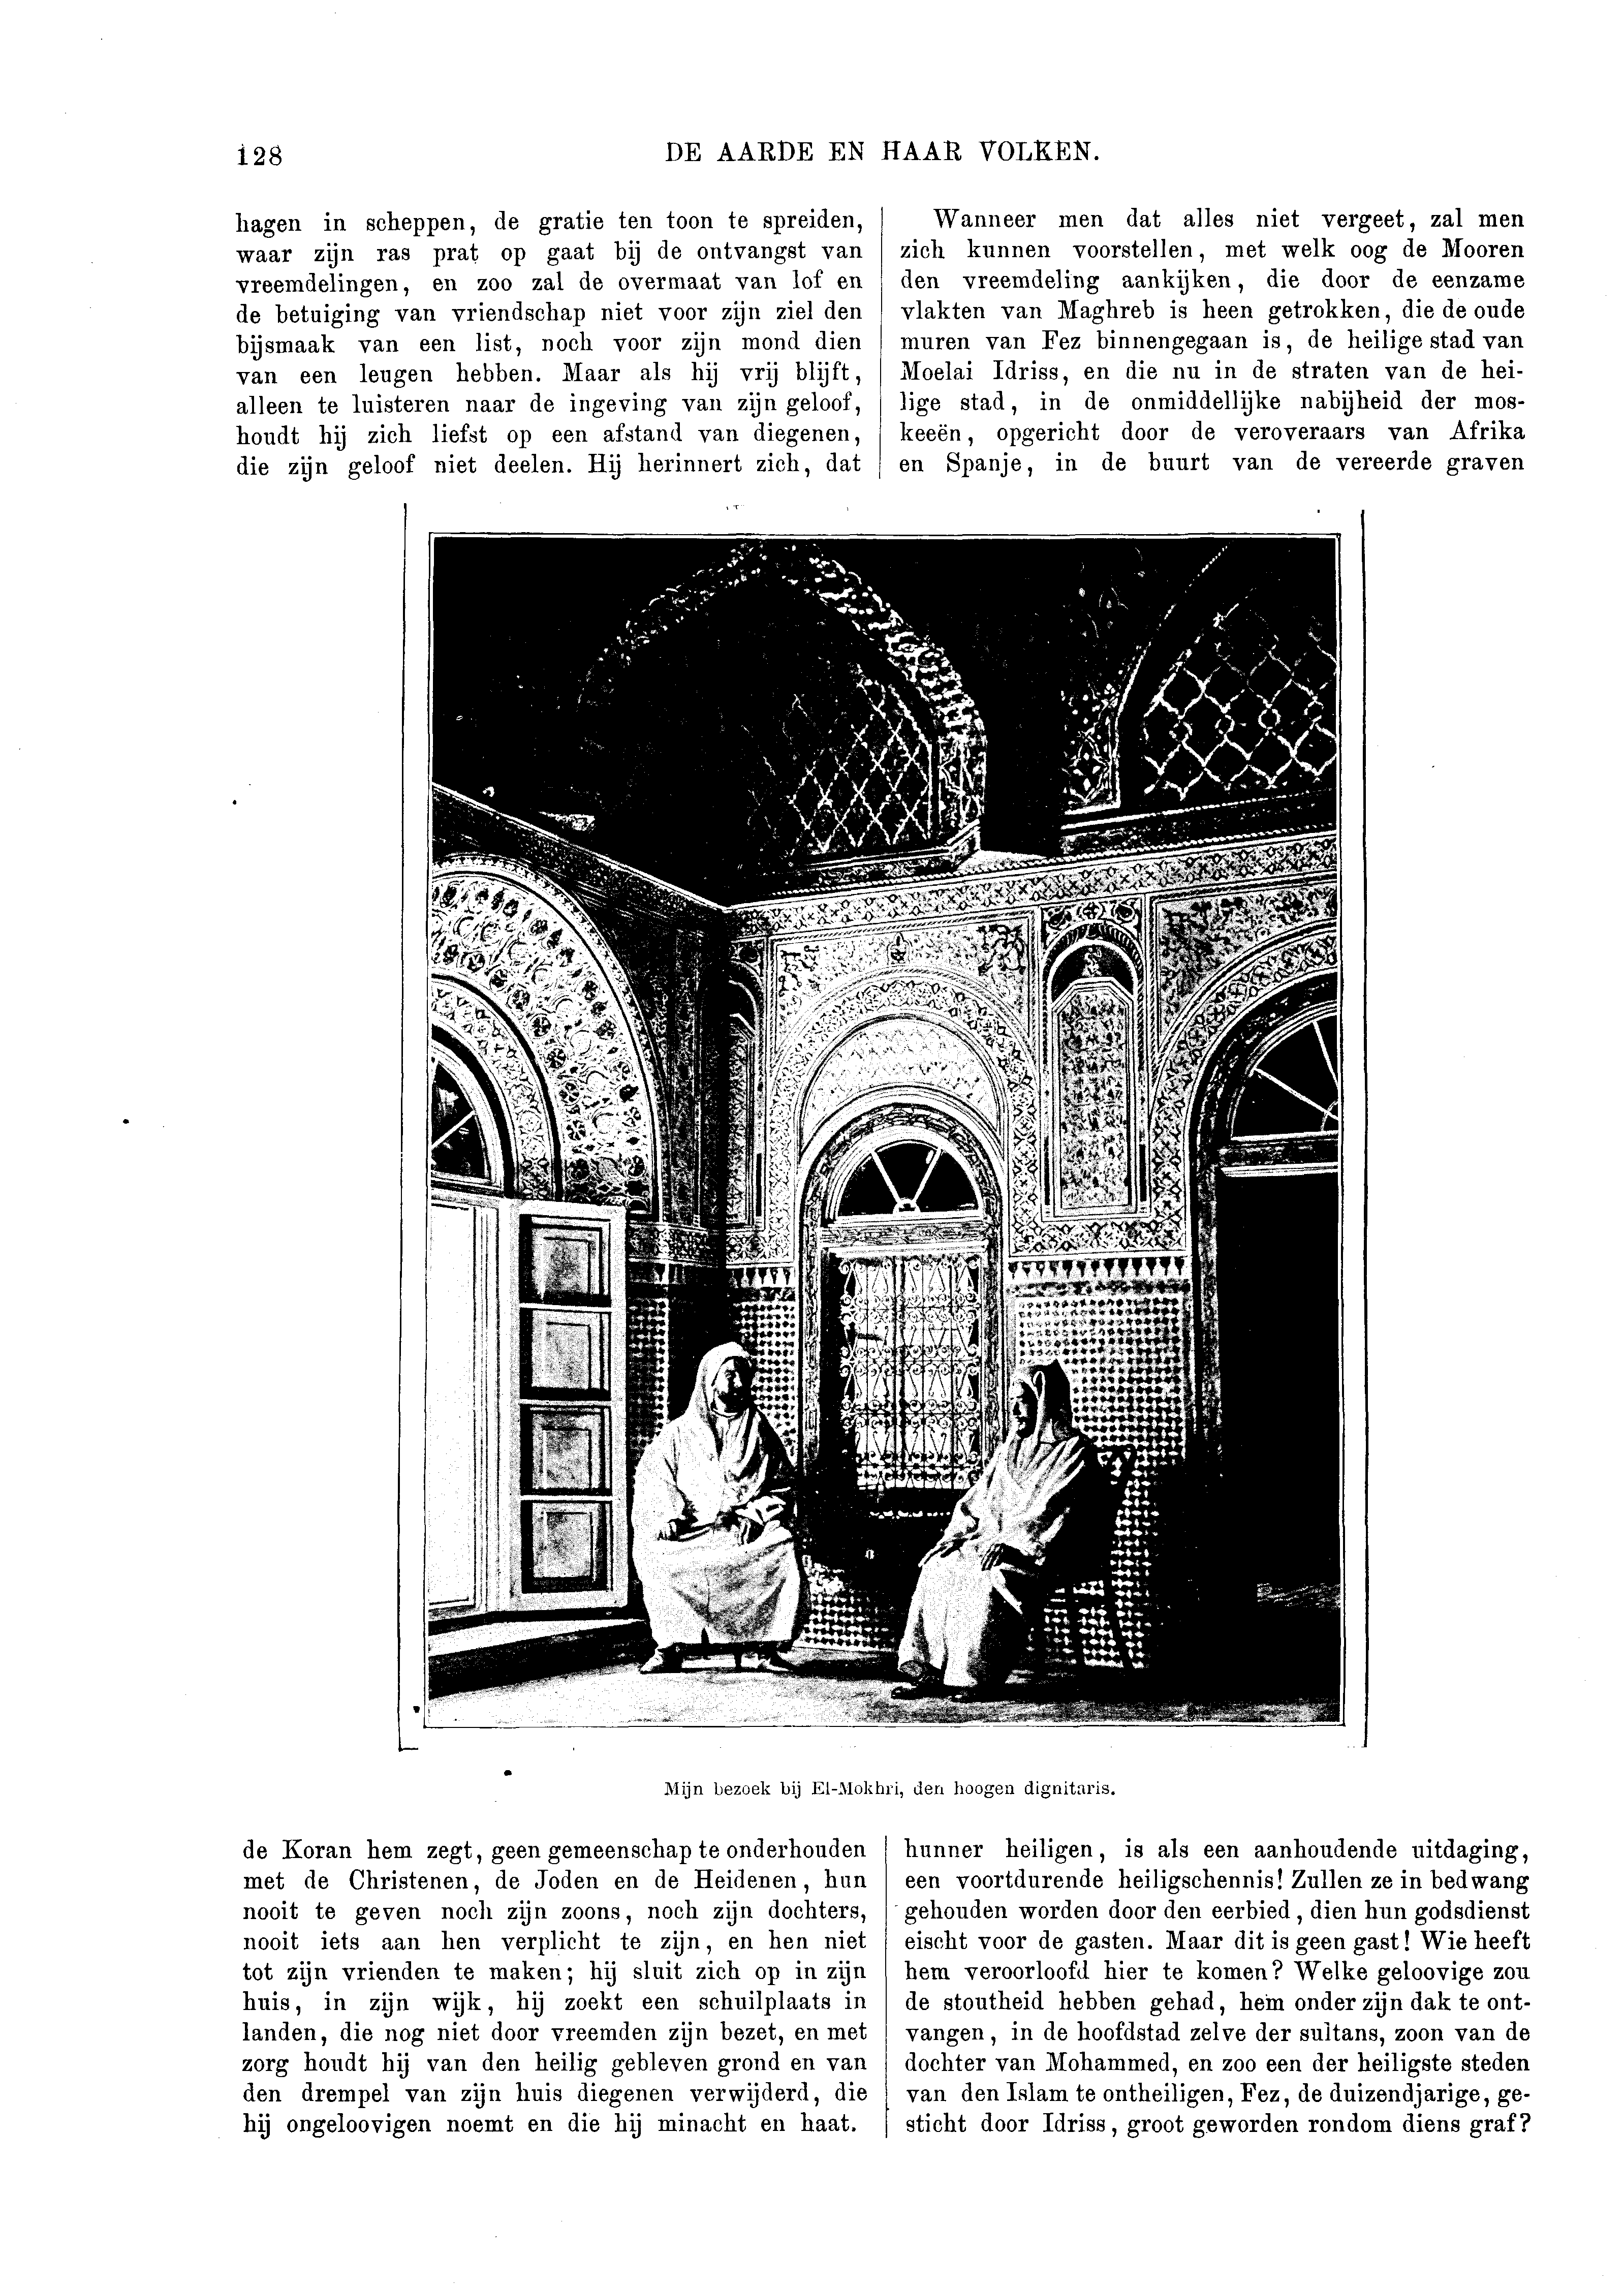 128
DE AARDE EN HAAR VOLKEN.
hagen in scheppen, de gratie ten toon te spreiden,
waar zijn ras prat op gaat bij de ontvangst van
vreemdelingen, en zoo zal de overmaat van lof en
de betuiging van vriendschap niet voor zijn ziel den
bijsmaak van een list, noch voor zijn mond dien
van een leugen hebben. Maar als hij vrij blijft,
alleen te luisteren naar de ingeving van zijn geloof,
houdt hij zich liefst op een afstand van diegenen,
die zijn geloof niet deelen. Hij herinnert zich, dat
de Koran hem zegt, geen gemeenschap te onderhouden
met de Christenen, de Joden en de Heidenen, hun
nooit te geven noch zijn zoons, noch zijn dochters,
nooit iets aan hen verplicht te zijn, en hen niet
tot zijn vrienden te maken; hij sluit zich op in zijn
huis, in zijn wijk, hij zoekt een schuilplaats in
landen, die nog niet door vreemden zijn bezet, en met
zorg houdt hij van den heilig gebleven grond en van
den drempel van zijn huis diegenen verwijderd, die
hij ongeloovigen noemt en die hij minacht en haat.
Wanneer men dat alles niet vergeet, zal men
zich kunnen voorstellen, met welk oog de Mooren
den vreemdeling aankijken, die door de eenzame
vlakten van Maghreb is heen getrokken, die de oude
muren van Fez binnengegaan is, de heilige stad van
Moelai Idriss, en die nu in de straten van de hei-
lige stad, in de onmiddellijke nabijheid der mos-
keeën, opgericht door de veroveraars van Afrika
en Spanje, in de buurt van de vereerde graven
hunner heiligen, is als een aanhoudende uitdaging,
een voortdurende heiligschennis! Zullen ze in bedwang
gehouden worden door den eerbied, dien hun godsdienst
eischt voor de gasten. Maar dit is geen gast! Wie heeft
hem veroorloofd hier te komen? Welke geloovige zou
de stoutheid hebben gehad, hem onder zijn dak te ont-
vangen, in de hoofdstad zelve der sultans, zoon van de
dochter van Mohammed, en zoo een der heiligste steden
van den Islam te ontheiligen, Fez, de duizendjarige, ge-
sticht door Idriss, groot geworden rondom diens graf?
Mijn bezoek bij El-Mokhri, den hoogen dignitaris.